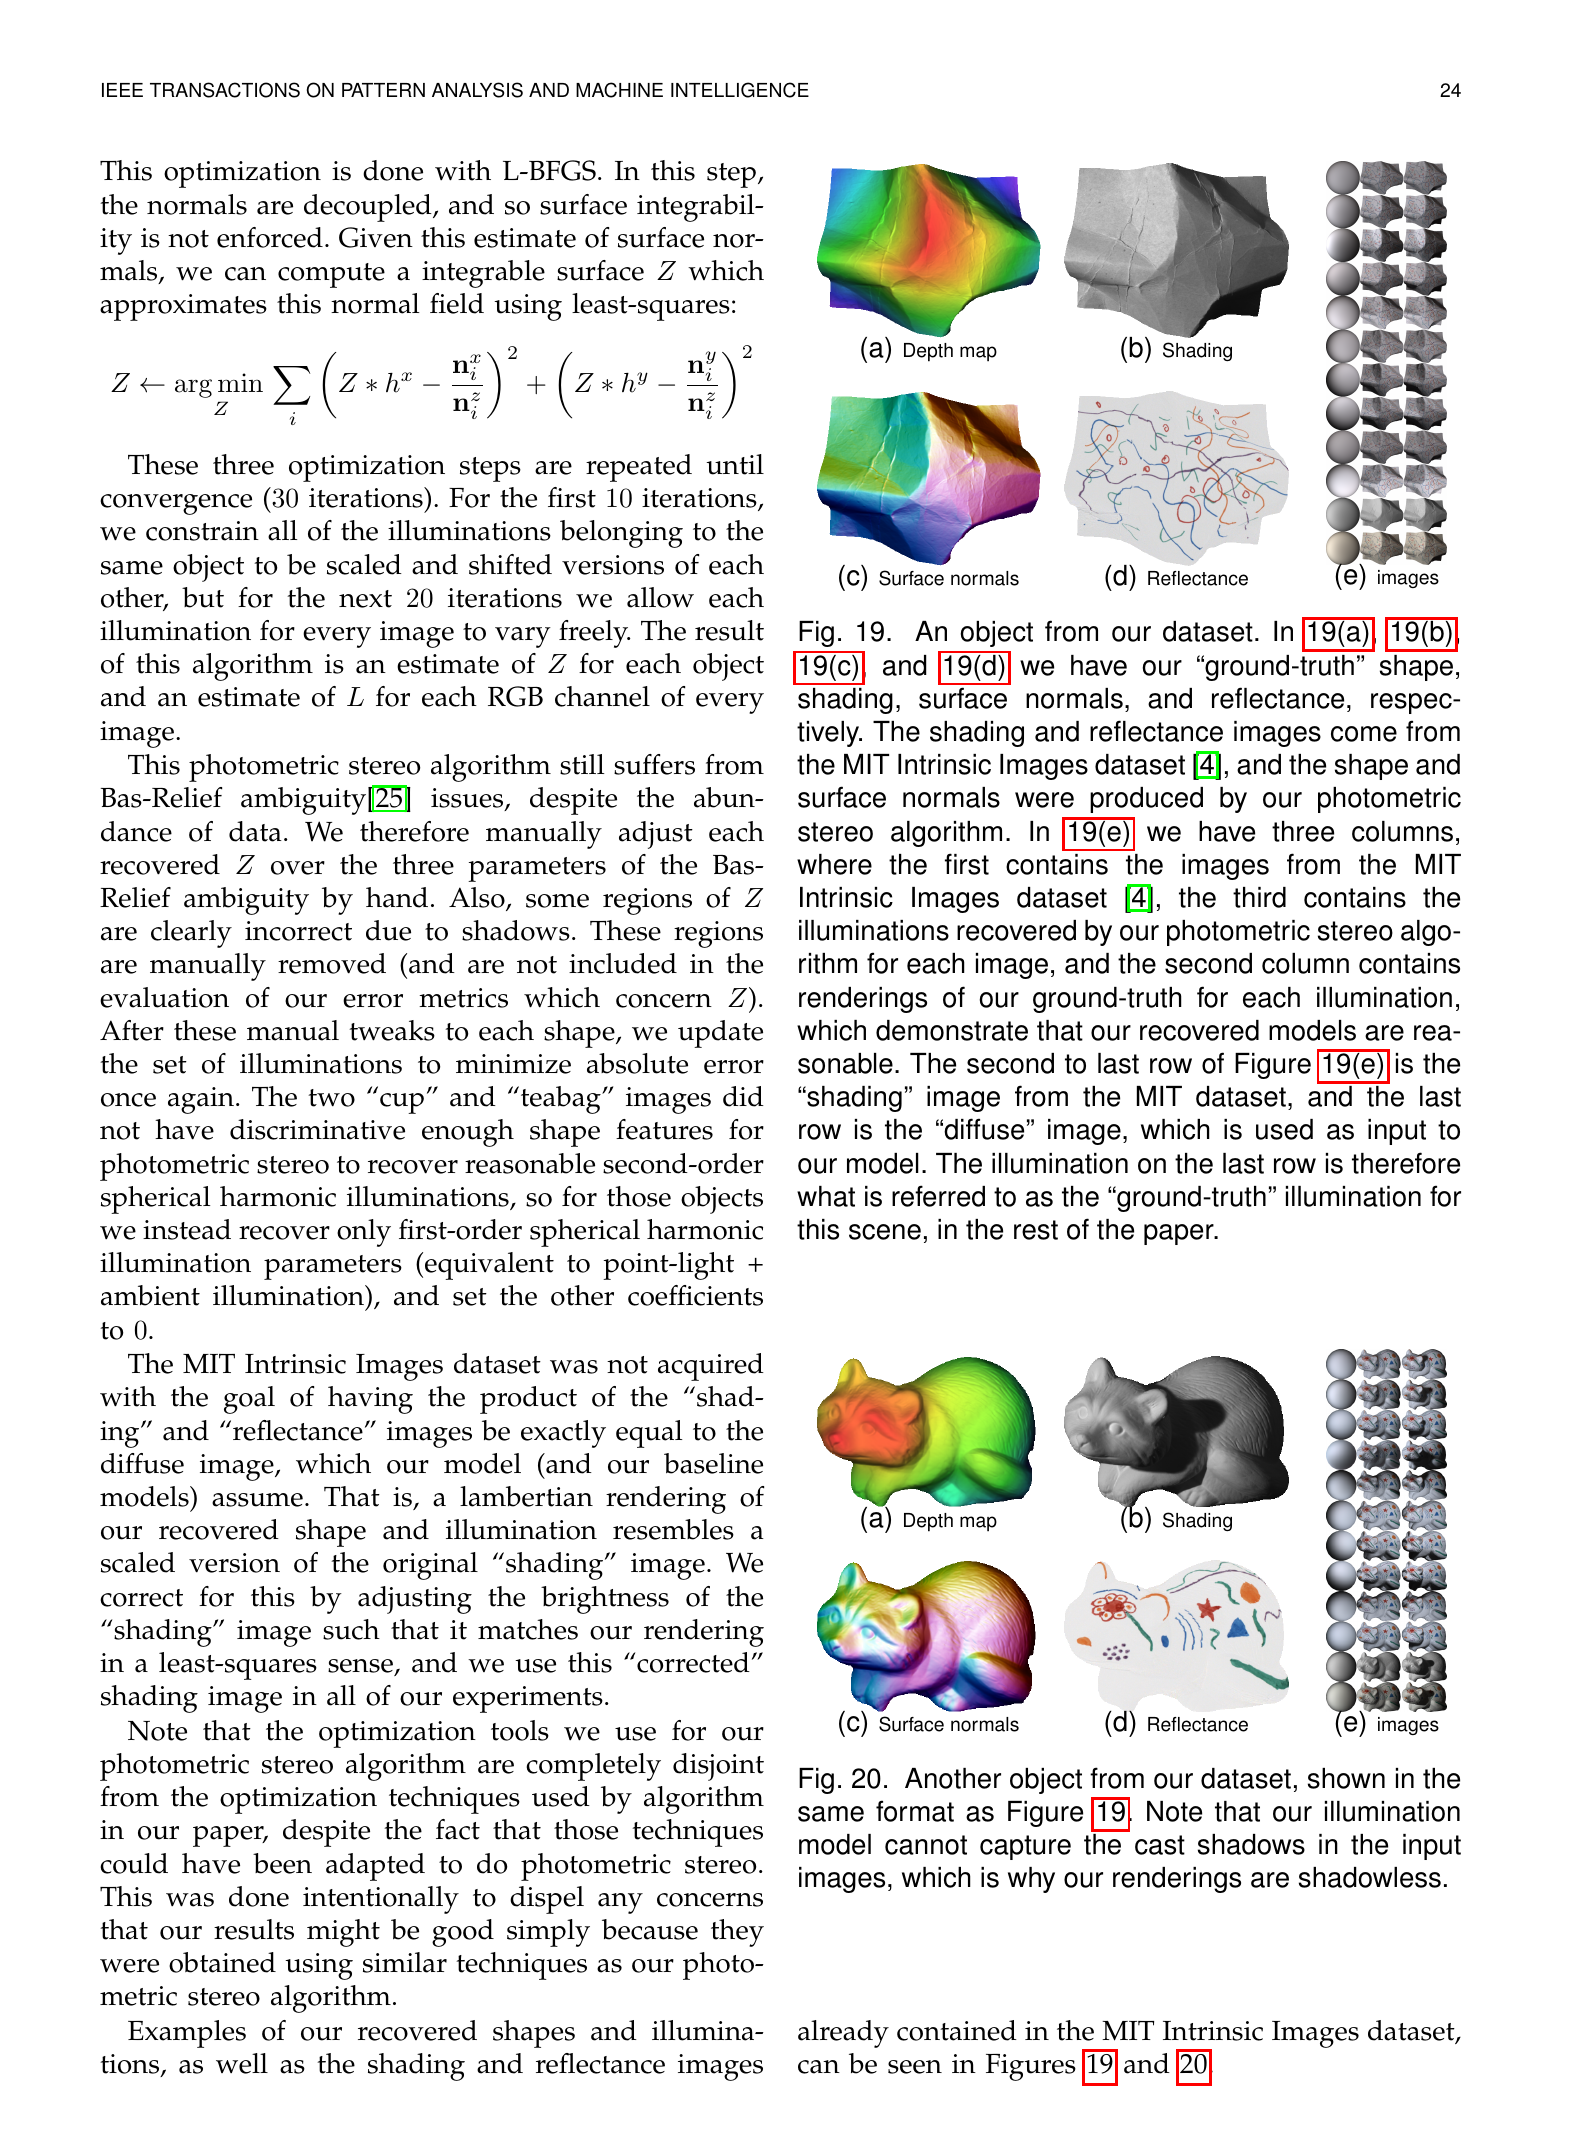 IEEE TRANSACTIONS ON PATTERN ANALYSIS AND MACHINE INTELLIGENCE 24
This optimization is done with L-BFGS. In this step,
the normals are decoupled, and so surface integrabil-
ity is not enforced. Given this estimate of surface nor-
mals, we can compute a integrable surface Z which
approximates this normal field using least-squares:
Z ← arg min_Z ∑_i (Z ∗ h^x − n_i^x / n_i^z)^2 + (Z ∗ h^y − n_i^y / n_i^z)^2
These three optimization steps are repeated until
convergence (30 iterations). For the first 10 iterations,
we constrain all of the illuminations belonging to the
same object to be scaled and shifted versions of each
other, but for the next 20 iterations we allow each
illumination for every image to vary freely. The result
of this algorithm is an estimate of Z for each object
and an estimate of L for each RGB channel of every
image.
This photometric stereo algorithm still suffers from
Bas-Relief ambiguity[25] issues, despite the abun-
dance of data. We therefore manually adjust each
recovered Z over the three parameters of the Bas-
Relief ambiguity by hand. Also, some regions of Z
are clearly incorrect due to shadows. These regions
are manually removed (and are not included in the
evaluation of our error metrics which concern Z).
After these manual tweaks to each shape, we update
the set of illuminations to minimize absolute error
once again. The two “cup” and “teabag” images did
not have discriminative enough shape features for
photometric stereo to recover reasonable second-order
spherical harmonic illuminations, so for those objects
we instead recover only first-order spherical harmonic
illumination parameters (equivalent to point-light +
ambient illumination), and set the other coefficients
to 0.
The MIT Intrinsic Images dataset was not acquired
with the goal of having the product of the “shad-
ing” and “reflectance” images be exactly equal to the
diffuse image, which our model (and our baseline
models) assume. That is, a lambertian rendering of
our recovered shape and illumination resembles a
scaled version of the original “shading” image. We
correct for this by adjusting the brightness of the
“shading” image such that it matches our rendering
in a least-squares sense, and we use this “corrected”
shading image in all of our experiments.
Note that the optimization tools we use for our
photometric stereo algorithm are completely disjoint
from the optimization techniques used by algorithm
in our paper, despite the fact that those techniques
could have been adapted to do photometric stereo.
This was done intentionally to dispel any concerns
that our results might be good simply because they
were obtained using similar techniques as our photo-
metric stereo algorithm.
Examples of our recovered shapes and illumina-
tions, as well as the shading and reflectance images
(a) Depth map (b) Shading
(c) Surface normals (d) Reflectance (e) images
Fig. 19. An object from our dataset. In 19(a), 19(b),
19(c), and 19(d) we have our “ground-truth” shape,
shading, surface normals, and reflectance, respec-
tively. The shading and reflectance images come from
the MIT Intrinsic Images dataset [4], and the shape and
surface normals were produced by our photometric
stereo algorithm. In 19(e) we have three columns,
where the first contains the images from the MIT
Intrinsic Images dataset [4], the third contains the
illuminations recovered by our photometric stereo algo-
rithm for each image, and the second column contains
renderings of our ground-truth for each illumination,
which demonstrate that our recovered models are rea-
sonable. The second to last row of Figure 19(e) is the
“shading” image from the MIT dataset, and the last
row is the “diffuse” image, which is used as input to
our model. The illumination on the last row is therefore
what is referred to as the “ground-truth” illumination for
this scene, in the rest of the paper.
(a) Depth map (b) Shading
(c) Surface normals (d) Reflectance (e) images
Fig. 20. Another object from our dataset, shown in the
same format as Figure 19. Note that our illumination
model cannot capture the cast shadows in the input
images, which is why our renderings are shadowless.
already contained in the MIT Intrinsic Images dataset,
can be seen in Figures 19 and 20.